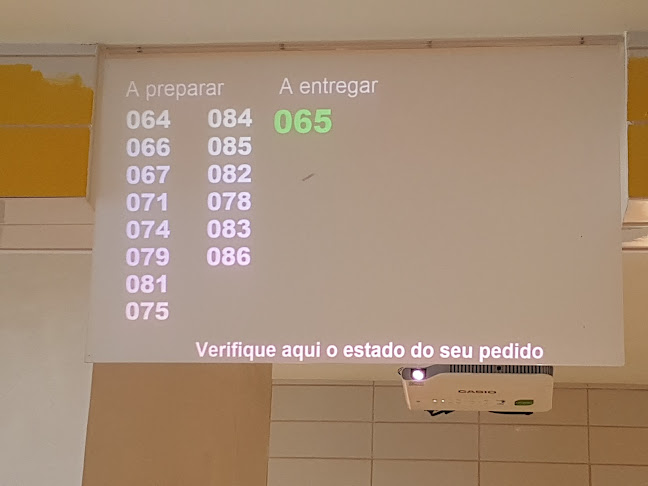 A preparar A entregar
064 084 065
066 085
067 082
071 078
074 083
079 086
081
075
Verifique aqui o estado do seu pedido
CASIO